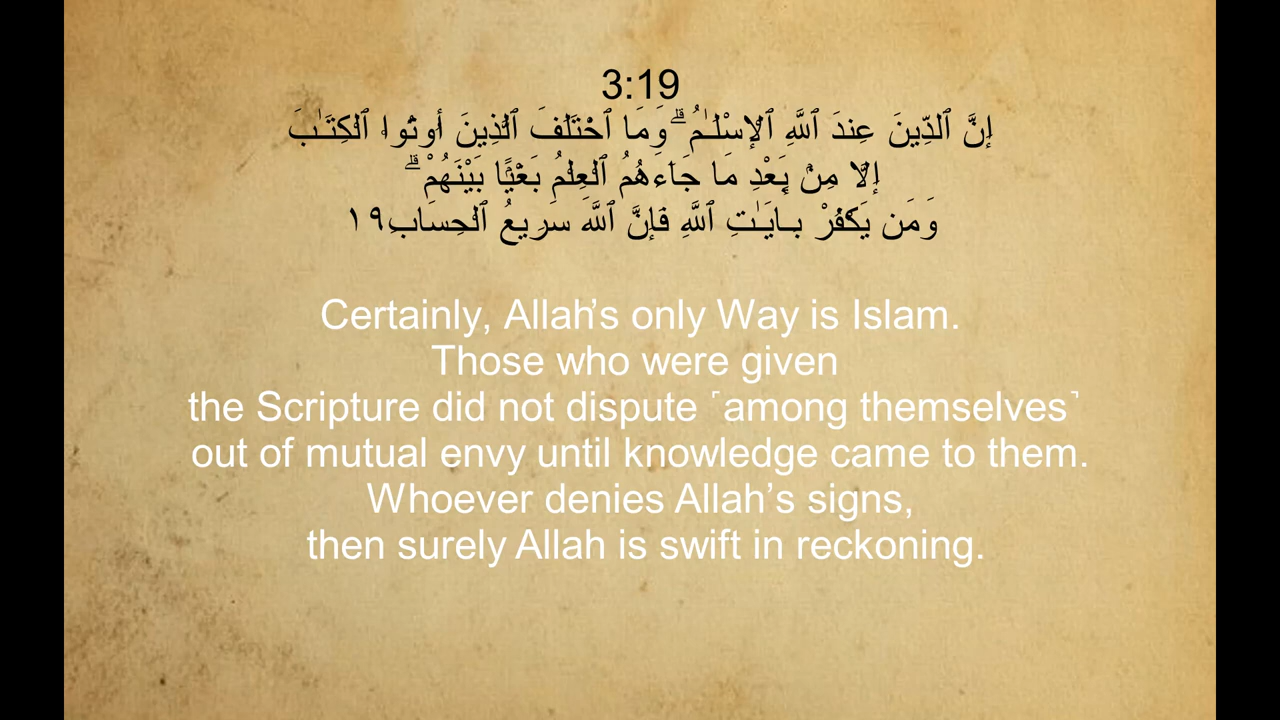 3:19
إِنَّ ٱلدِّينَ عِندَ ٱللَّهِ ٱلْإِسْلَـٰمُ ۗ وَمَا ٱخْتَلَفَ ٱلَّذِينَ أُوتُوا۟ ٱلْكِتَـٰبَ
إِلَّا مِنۢ بَعْدِ مَا جَآءَهُمُ ٱلْعِلْمُ بَغْيًۢا بَيْنَهُمْ ۗ
وَمَن يَكْفُرْ بِـَٔايَـٰتِ ٱللَّهِ فَإِنَّ ٱللَّهَ سَرِيعُ ٱلْحِسَابِ١٩
Certainly, Allah’s only Way is Islam.
Those who were given
the Scripture did not dispute ˹among themselves˺
out of mutual envy until knowledge came to them.
Whoever denies Allah’s signs,
then surely Allah is swift in reckoning.